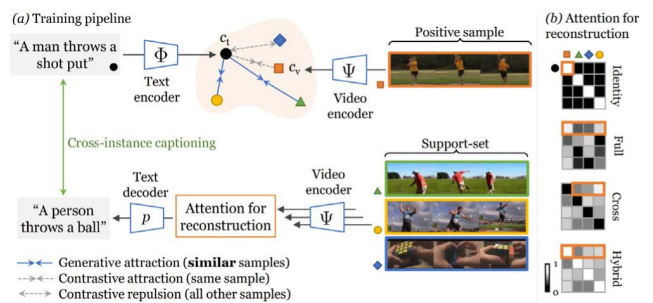 (a) Training pipeline
"A man throws a
shot put"
Φ
Text
encoder
c_t
c_v
Ψ
Video
encoder
Positive sample
Cross-instance captioning
Support-set
"A person
throws a ball"
Text
decoder
p
Attention for
reconstruction
Video
encoder
Ψ
Generative attraction (similar samples)
Contrastive attraction (same sample)
Contrastive repulsion (all other samples)
(b) Attention for
reconstruction
Identity
Full
Cross
Hybrid
1
0